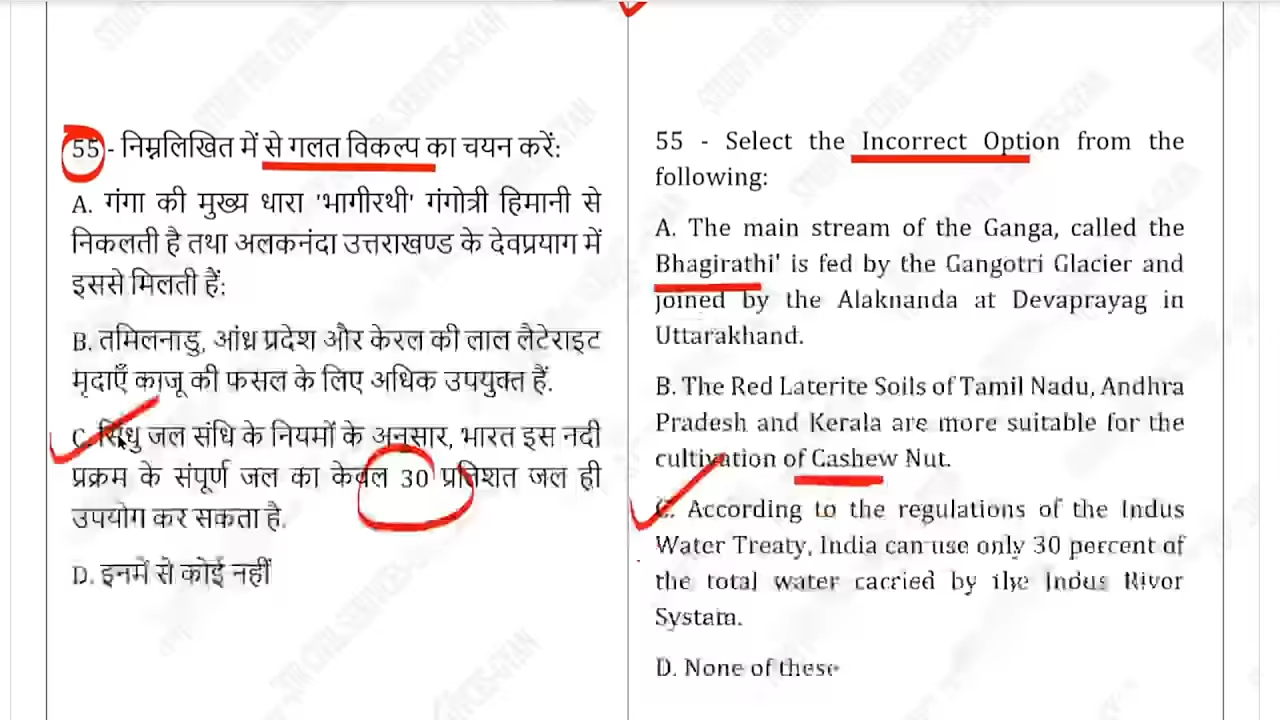 55 - निम्नलिखित में से गलत विकल्प का चयन करें:
A. गंगा की मुख्य धारा 'भागीरथी' गंगोत्री हिमानी से
निकलती है तथा अलकनंदा उत्तराखण्ड के देवप्रयाग में
इससे मिलती हैं:
B. तमिलनाडु, आंध्र प्रदेश और केरल की लाल लैटेराइट
मृदाएँ काजू की फसल के लिए अधिक उपयुक्त हैं.
C. सिंधु जल संधि के नियमों के अनुसार, भारत इस नदी
प्रक्रम के संपूर्ण जल का केवल 30 प्रतिशत जल ही
उपयोग कर सकता है.
D. इनमें से कोई नहीं
55 - Select the Incorrect Option from the
following:
A. The main stream of the Ganga, called the
Bhagirathi' is fed by the Gangotri Glacier and
joined by the Alaknanda at Devaprayag in
Uttarakhand.
B. The Red Laterite Soils of Tamil Nadu, Andhra
Pradesh and Kerala are more suitable for the
cultivation of Cashew Nut.
C. According to the regulations of the Indus
Water Treaty, India can use only 30 percent of
the total water carried by the Indus River
System.
D. None of these